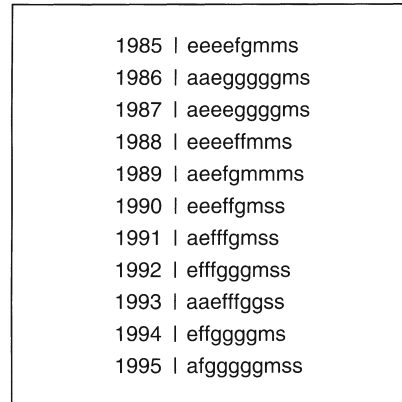 1985 | eeeefgmms
1986 | aaegggggms
1987 | aeeeggggms
1988 | eeeeffmms
1989 | aeefgmmms
1990 | eeeffgmss
1991 | aefffgmss
1992 | efffgggmss
1993 | aaefffggss
1994 | effggggms
1995 | afgggggmss